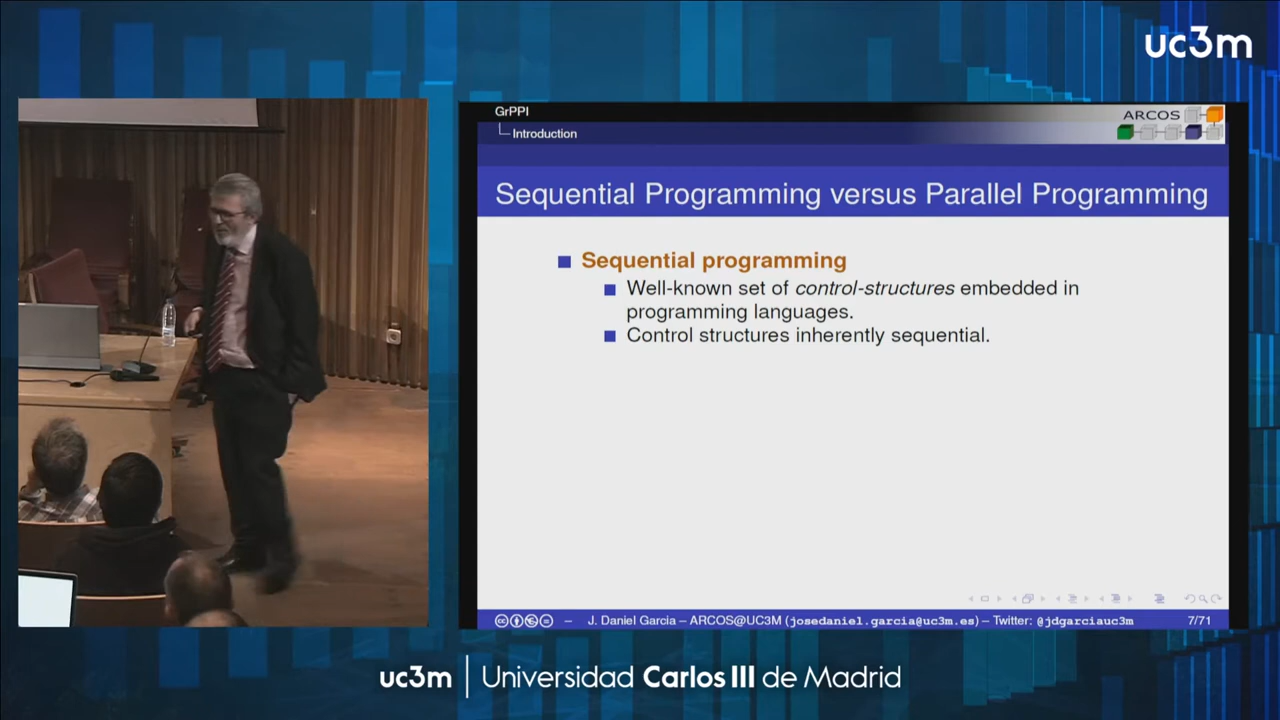 uc3m
GrPPI
Introduction
ARCOS
Sequential Programming versus Parallel Programming
Sequential programming
Well-known set of control-structures embedded in
programming languages.
Control structures inherently sequential.
– J. Daniel Garcia – ARCOS@UC3M (josedaniel.garcia@uc3m.es) – Twitter: @jdgarciauc3m 7/71
uc3m | Universidad Carlos III de Madrid